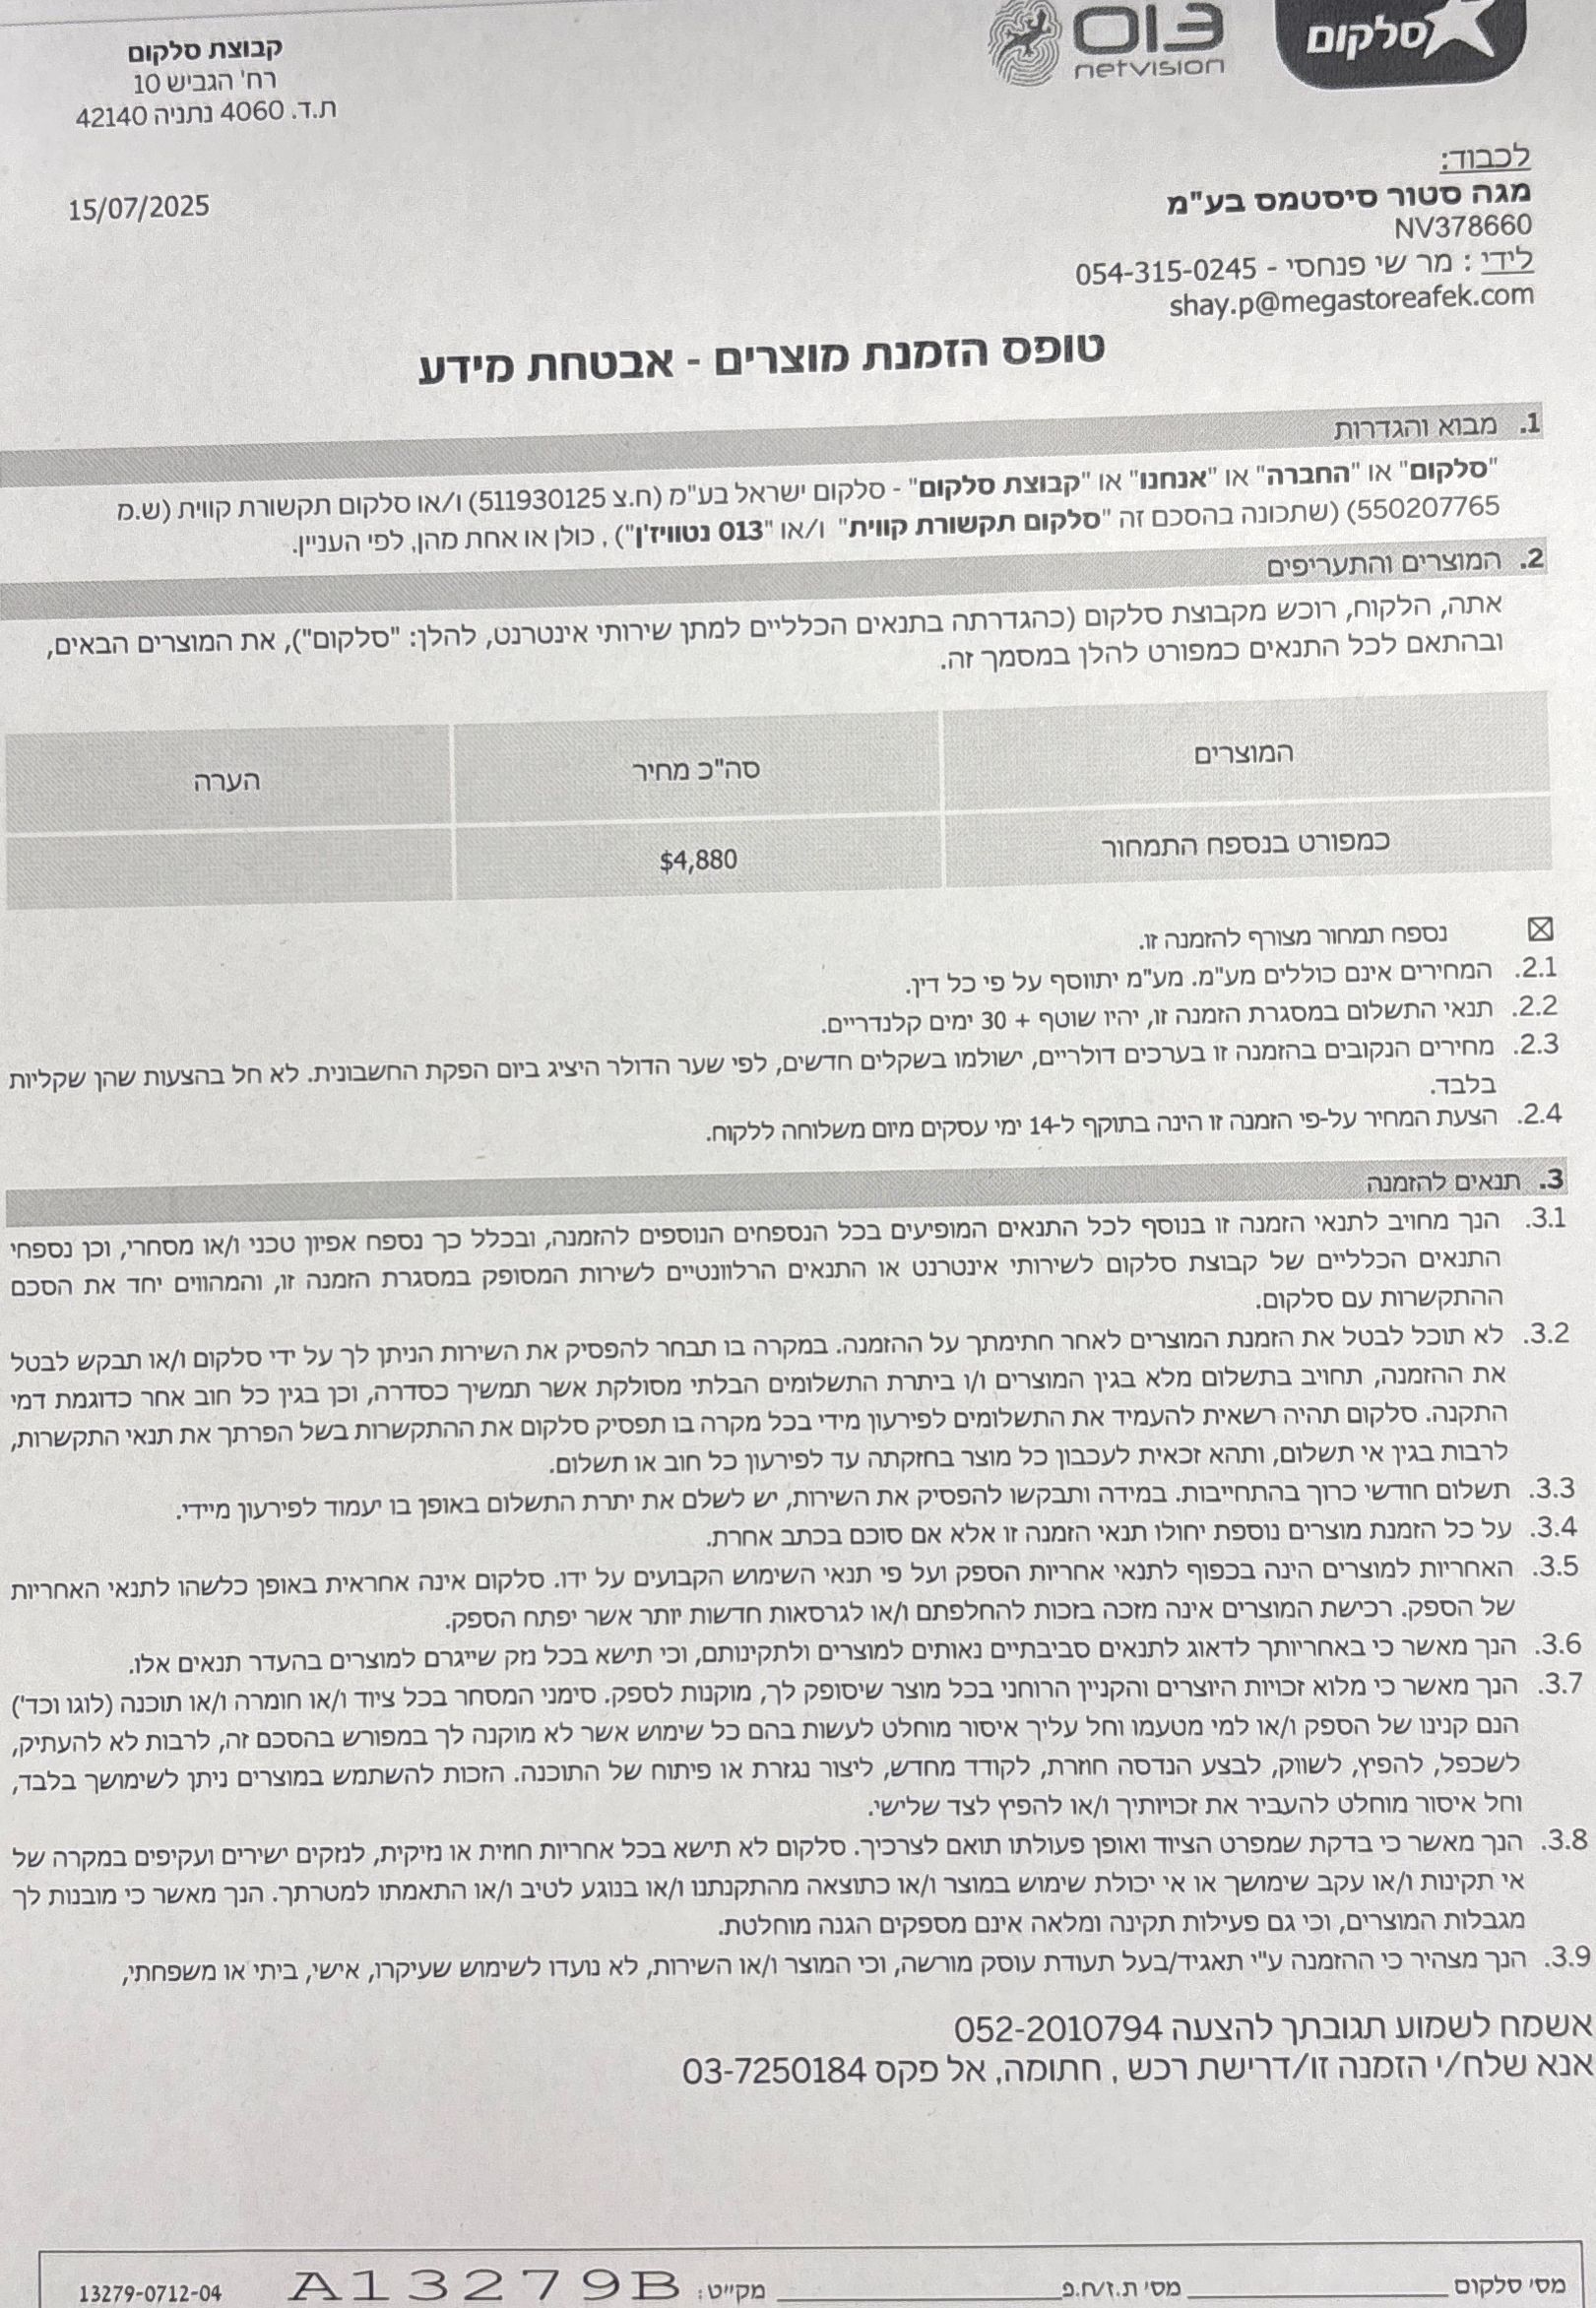 סלקום
013
netvision
קבוצת סלקום
רח' הגביש 10
ת.ד. 4060 נתניה 42140
15/07/2025
לכבוד:
מגה סטור סיסטמס בע"מ
NV378660
לידי : מר שי פנחסי - 054-315-0245
shay.p@megastoreafek.com
טופס הזמנת מוצרים - אבטחת מידע
1. מבוא והגדרות
"סלקום" או "החברה" או "אנחנו" או "קבוצת סלקום" - סלקום ישראל בע"מ (ח.צ 511930125) ו/או סלקום תקשורת קווית (ש.מ
550207765) (שתכונה בהסכם זה "סלקום תקשורת קווית" ו/או "013 נטוויז'ן") , כולן או אחת מהן, לפי העניין.
2. המוצרים והתעריפים
אתה, הלקוח, רוכש מקבוצת סלקום (כהגדרתה בתנאים הכלליים למתן שירותי אינטרנט, להלן: "סלקום"), את המוצרים הבאים,
ובהתאם לכל התנאים כמפורט להלן במסמך זה.
המוצרים סה"כ מחיר הערה
כמפורט בנספח התמחור $4,880
☒ נספח תמחור מצורף להזמנה זו.
2.1. המחירים אינם כוללים מע"מ. מע"מ יתווסף על פי כל דין.
2.2. תנאי התשלום במסגרת הזמנה זו, יהיו שוטף + 30 ימים קלנדריים.
2.3. מחירים הנקובים בהזמנה זו בערכים דולריים, ישולמו בשקלים חדשים, לפי שער הדולר היציג ביום הפקת החשבונית. לא חל בהצעות שהן שקליות
בלבד.
2.4. הצעת המחיר על-פי הזמנה זו הינה בתוקף ל-14 ימי עסקים מיום משלוחה ללקוח.
3. תנאים להזמנה
3.1. הנך מחויב לתנאי הזמנה זו בנוסף לכל התנאים המופיעים בכל הנספחים הנוספים להזמנה, ובכלל כך נספח אפיון טכני ו/או מסחרי, וכן נספחי
התנאים הכלליים של קבוצת סלקום לשירותי אינטרנט או התנאים הרלוונטיים לשירות המסופק במסגרת הזמנה זו, והמהווים יחד את הסכם
ההתקשרות עם סלקום.
3.2. לא תוכל לבטל את הזמנת המוצרים לאחר חתימתך על ההזמנה. במקרה בו תבחר להפסיק את השירות הניתן לך על ידי סלקום ו/או תבקש לבטל
את ההזמנה, תחויב בתשלום מלא בגין המוצרים ו/ו ביתרת התשלומים הבלתי מסולקת אשר תמשיך כסדרה, וכן בגין כל חוב אחר כדוגמת דמי
התקנה. סלקום תהיה רשאית להעמיד את התשלומים לפירעון מידי בכל מקרה בו תפסיק סלקום את ההתקשרות בשל הפרתך את תנאי התקשרות,
לרבות בגין אי תשלום, ותהא זכאית לעכבון כל מוצר בחזקתה עד לפירעון כל חוב או תשלום.
3.3. תשלום חודשי כרוך בהתחייבות. במידה ותבקשו להפסיק את השירות, יש לשלם את יתרת התשלום באופן בו יעמוד לפירעון מיידי.
3.4. על כל הזמנת מוצרים נוספת יחולו תנאי הזמנה זו אלא אם סוכם בכתב אחרת.
3.5. האחריות למוצרים הינה בכפוף לתנאי אחריות הספק ועל פי תנאי השימוש הקבועים על ידו. סלקום אינה אחראית באופן כלשהו לתנאי האחריות
של הספק. רכישת המוצרים אינה מזכה בזכות להחלפתם ו/או לגרסאות חדשות יותר אשר יפתח הספק.
3.6. הנך מאשר כי באחריותך לדאוג לתנאים סביבתיים נאותים למוצרים ולתקינותם, וכי תישא בכל נזק שייגרם למוצרים בהעדר תנאים אלו.
3.7. הנך מאשר כי מלוא זכויות היוצרים והקניין הרוחני בכל מוצר שיסופק לך, מוקנות לספק. סימני המסחר בכל ציוד ו/או חומרה ו/או תוכנה (לוגו וכד')
הנם קנינו של הספק ו/או למי מטעמו וחל עליך איסור מוחלט לעשות בהם כל שימוש אשר לא מוקנה לך במפורש בהסכם זה, לרבות לא להעתיק,
לשכפל, להפיץ, לשווק, לבצע הנדסה חוזרת, לקודד מחדש, ליצור נגזרת או פיתוח של התוכנה. הזכות להשתמש במוצרים ניתן לשימושך בלבד,
וחל איסור מוחלט להעביר את זכויותיך ו/או להפיץ לצד שלישי.
3.8. הנך מאשר כי בדקת שמפרט הציוד ואופן פעולתו תואם לצרכיך. סלקום לא תישא בכל אחריות חוזית או נזיקית, לנזקים ישירים ועקיפים במקרה של
אי תקינות ו/או עקב שימושך או אי יכולת שימוש במוצר ו/או כתוצאה מהתקנתנו ו/או בנוגע לטיב ו/או התאמתו למטרתך. הנך מאשר כי מובנות לך
מגבלות המוצרים, וכי גם פעילות תקינה ומלאה אינם מספקים הגנה מוחלטת.
3.9. הנך מצהיר כי ההזמנה ע"י תאגיד/בעל תעודת עוסק מורשה, וכי המוצר ו/או השירות, לא נועדו לשימוש שעיקרו, אישי, ביתי או משפחתי,
אשמח לשמוע תגובתך להצעה 052-2010794
אנא שלח/י הזמנה זו/דרישת רכש , חתומה, אל פקס 03-7250184
מס' סלקום ____________ מס' ת.ז/ח.פ ____________ מקי"ט: A13279B 13279-0712-04